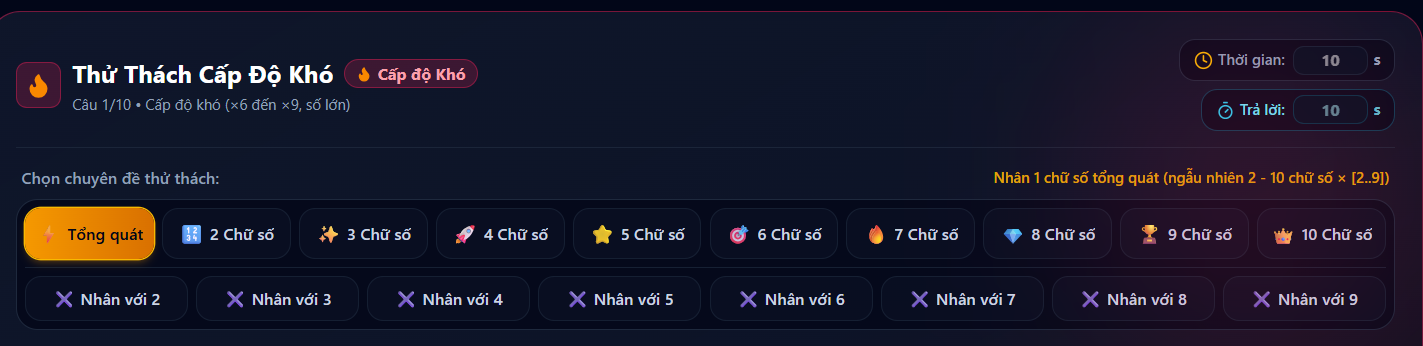 Thử Thách Cấp Độ Khó
Cấp độ Khó
Câu 1/10 • Cấp độ khó (×6 đến ×9, số lớn)
Thời gian: 10 s
Trả lời: 10 s
Chọn chuyên đề thử thách:
Nhân 1 chữ số tổng quát (ngẫu nhiên 2 - 10 chữ số × [2..9])
Tổng quát
1234 2 Chữ số
3 Chữ số
4 Chữ số
5 Chữ số
6 Chữ số
7 Chữ số
8 Chữ số
9 Chữ số
10 Chữ số
Nhân với 2
Nhân với 3
Nhân với 4
Nhân với 5
Nhân với 6
Nhân với 7
Nhân với 8
Nhân với 9